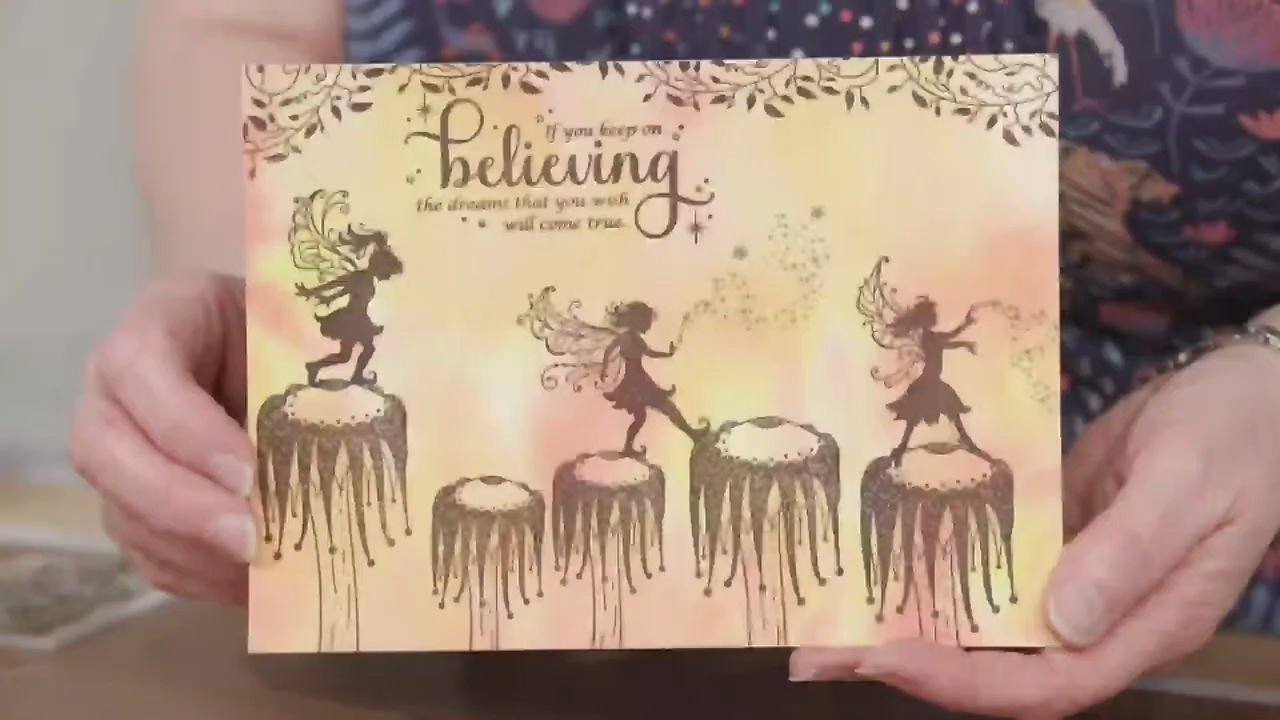 If you keep on
believing
the dreams that you wish
will come true.